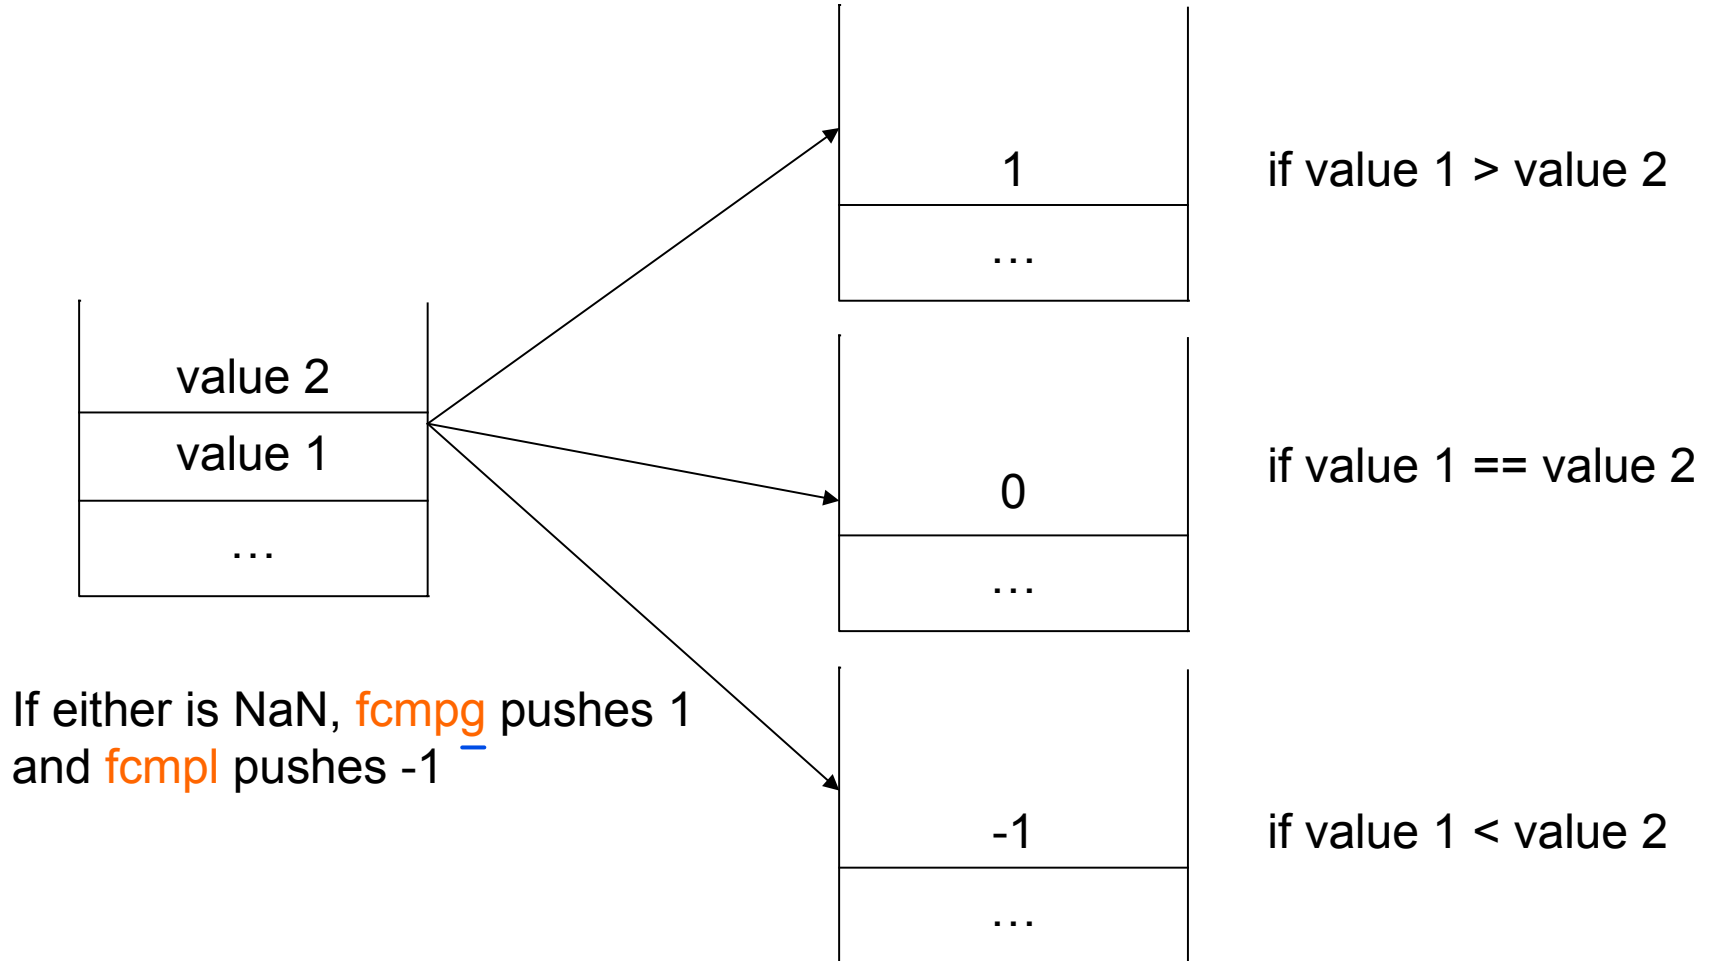 1
if value 1 > value 2
…
value 2
value 1
…
0
if value 1 == value 2
…
If either is NaN, fcmpg pushes 1
and fcmpl pushes -1
-1
if value 1 < value 2
…